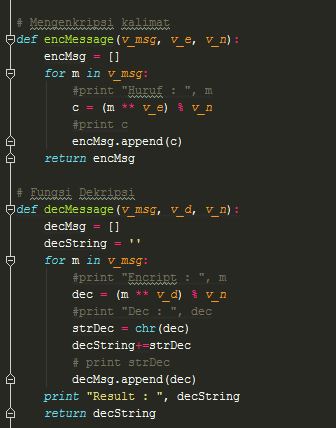 # Mengenkripsi kalimat
def encMessage(v_msg, v_e, v_n):
    encMsg = []
    for m in v_msg:
        #print "Huruf : ", m
        c = (m ** v_e) % v_n
        #print c
        encMsg.append(c)
    return encMsg

# Fungsi Dekripsi
def decMessage(v_msg, v_d, v_n):
    decMsg = []
    decString = ''
    for m in v_msg:
        #print "Encript : ", m
        dec = (m ** v_d) % v_n
        #print "Dec : ", dec
        strDec = chr(dec)
        decString+=strDec
        # print strDec
        decMsg.append(dec)
    print "Result : ", decString
    return decString